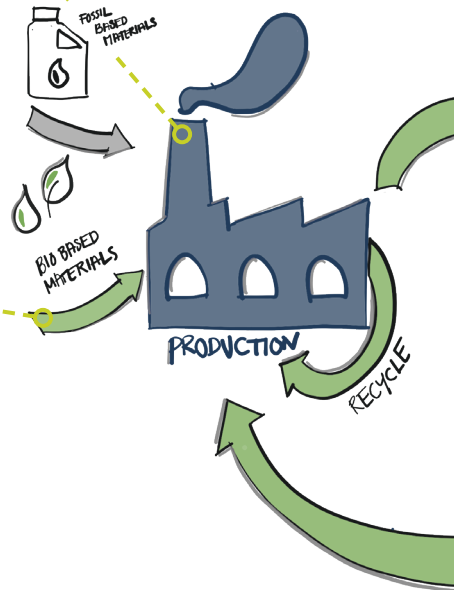 FOSSIL
BASED
MATERIALS
BIO BASED
MATERIALS
PRODUCTION
RECYCLE